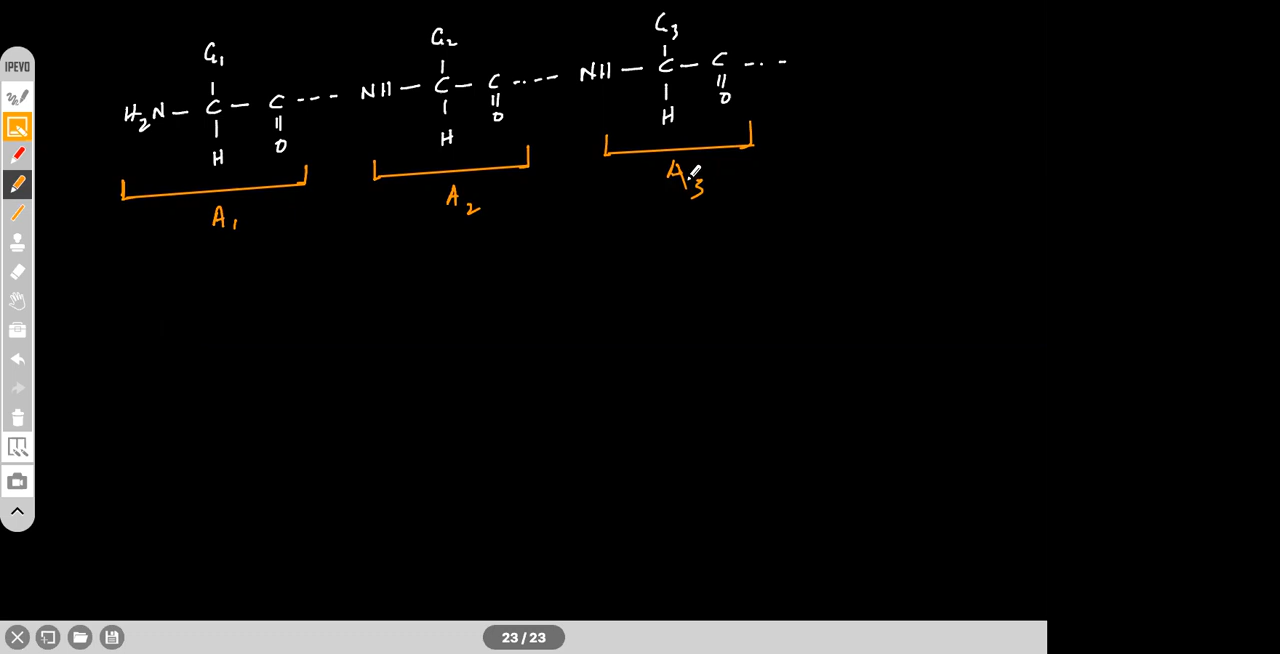 IPEVO
G₁ G₂ G₃
H₂N — C — C --- NH — C — C ---- NH — C — C ---
H O H O H O
A₁ A₂ A₃
23 / 23